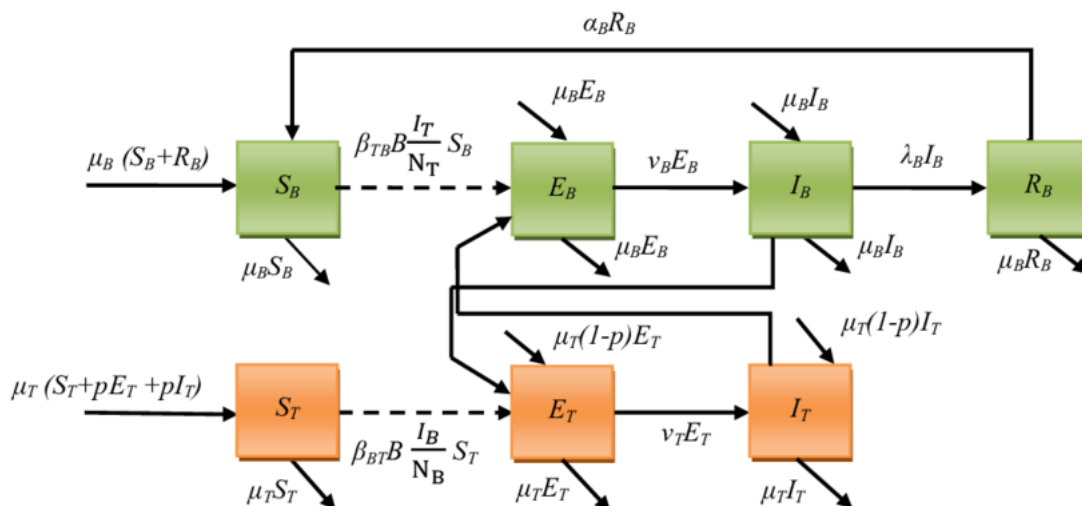 α_B R_B
μ_B E_B
μ_B I_B
β_TB B I_T/N_T S_B
μ_B (S_B+R_B)
S_B
E_B
ν_B E_B
I_B
λ_B I_B
R_B
μ_B S_B
μ_B E_B
μ_B I_B
μ_B R_B
μ_T(1-p)E_T
μ_T(1-p)I_T
μ_T (S_T+pE_T +pI_T)
S_T
E_T
ν_T E_T
I_T
β_BT B I_B/N_B S_T
μ_T S_T
μ_T E_T
μ_T I_T